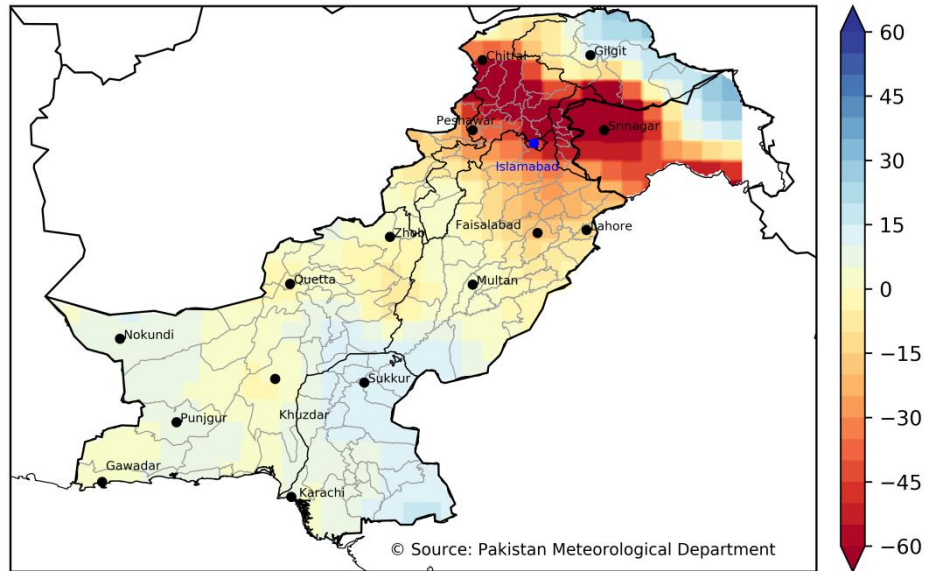 Chitral
Gilgit
Peshawar
Srinagar
Islamabad
Zhob
Faisalabad
Lahore
Quetta
Multan
Nokundi
Sukkur
Khuzdar
Punjgur
Gawadar
Karachi
© Source: Pakistan Meteorological Department
60
45
30
15
0
−15
−30
−45
−60